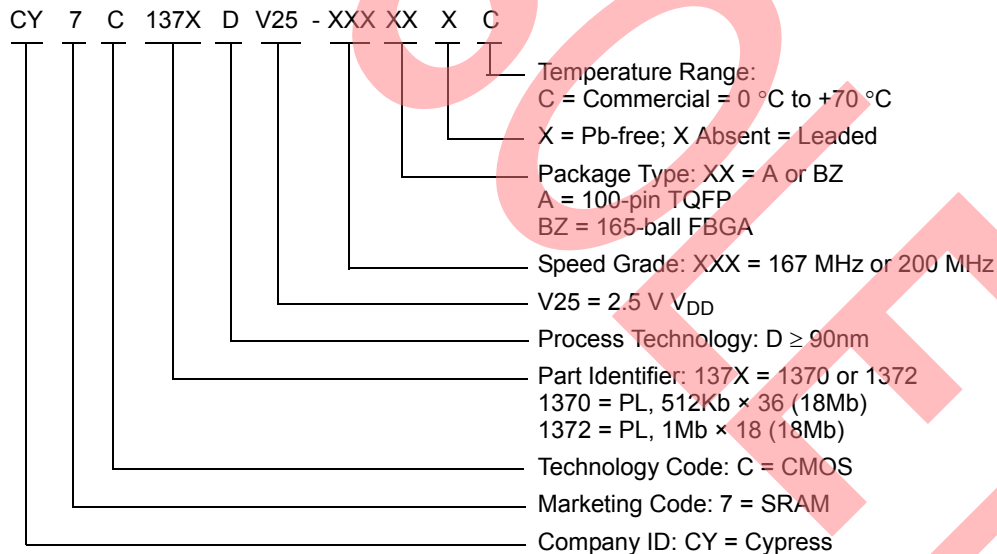 CY 7 C 137X D V25 - XXX XX X C
Temperature Range:
C = Commercial = 0 °C to +70 °C
X = Pb-free; X Absent = Leaded
Package Type: XX = A or BZ
A = 100-pin TQFP
BZ = 165-ball FBGA
Speed Grade: XXX = 167 MHz or 200 MHz
V25 = 2.5 V VDD
Process Technology: D ≥ 90nm
Part Identifier: 137X = 1370 or 1372
1370 = PL, 512Kb × 36 (18Mb)
1372 = PL, 1Mb × 18 (18Mb)
Technology Code: C = CMOS
Marketing Code: 7 = SRAM
Company ID: CY = Cypress